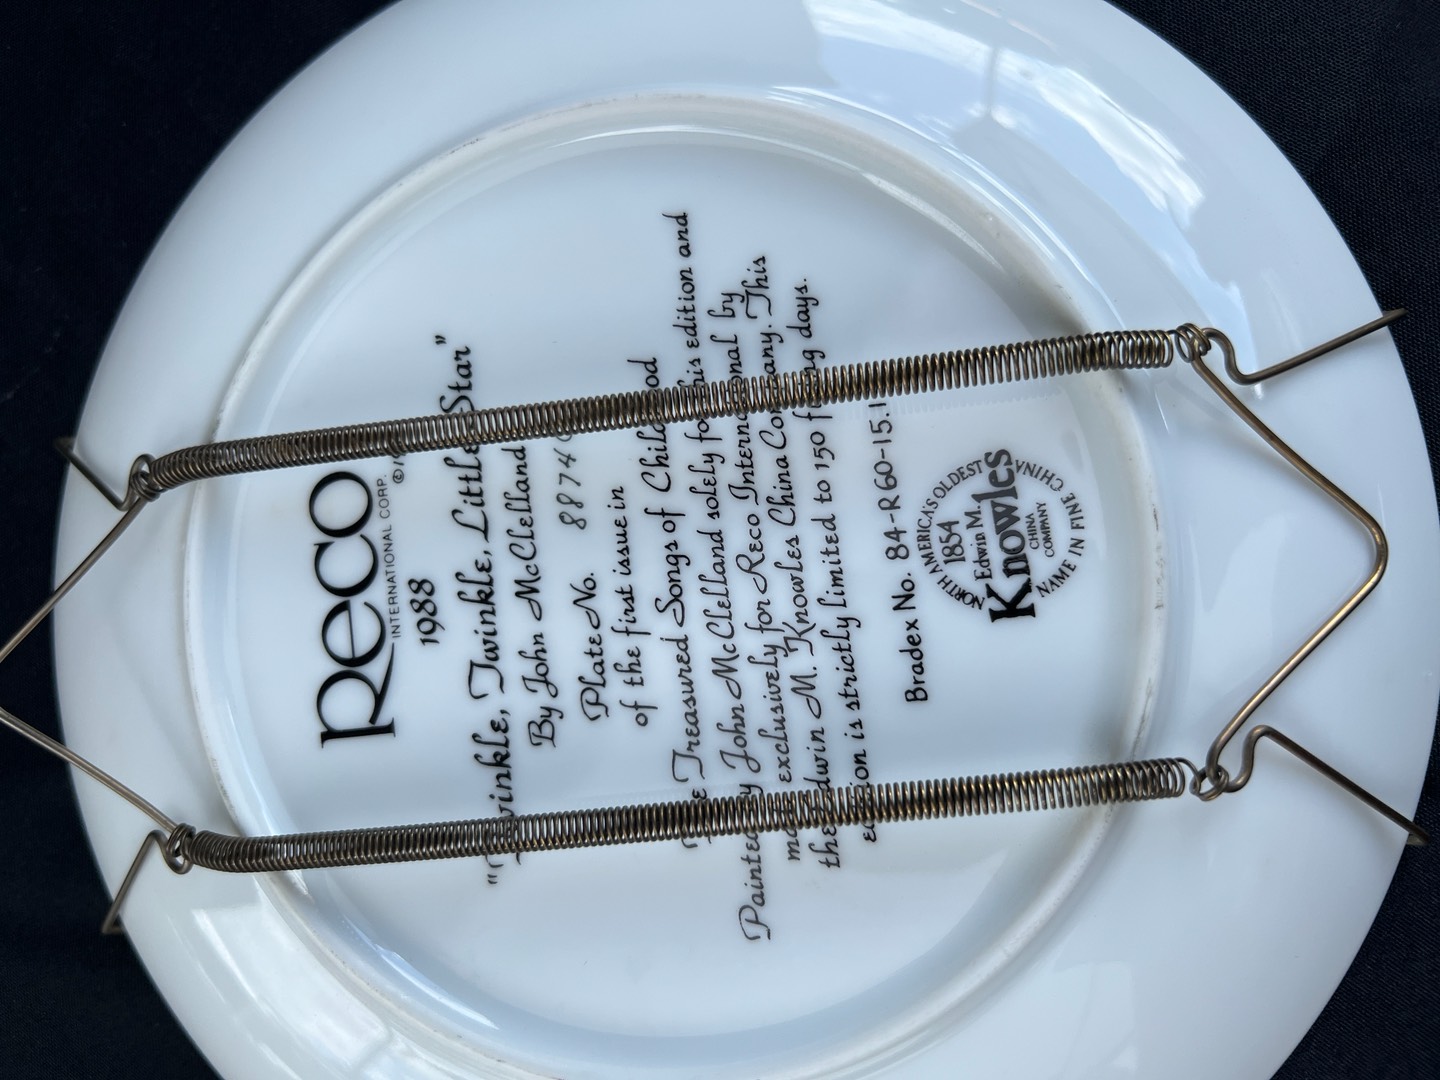 Reco
INTERNATIONAL CORP.
1988
"Twinkle, Twinkle, Little Star"
By John McClelland
Plate No. 8874
of the first issue in
Treasured Songs of Childhood
Painted by John McClelland solely for this edition and
made exclusively for Reco International by
the Edwin M. Knowles China Company. This
edition is strictly limited to 150 firing days.
Bradex No. 84-R60-15.1
NORTH AMERICA'S OLDEST
1854
Edwin M.
Knowles
CHINA
COMPANY
NAME IN FINE CHINA